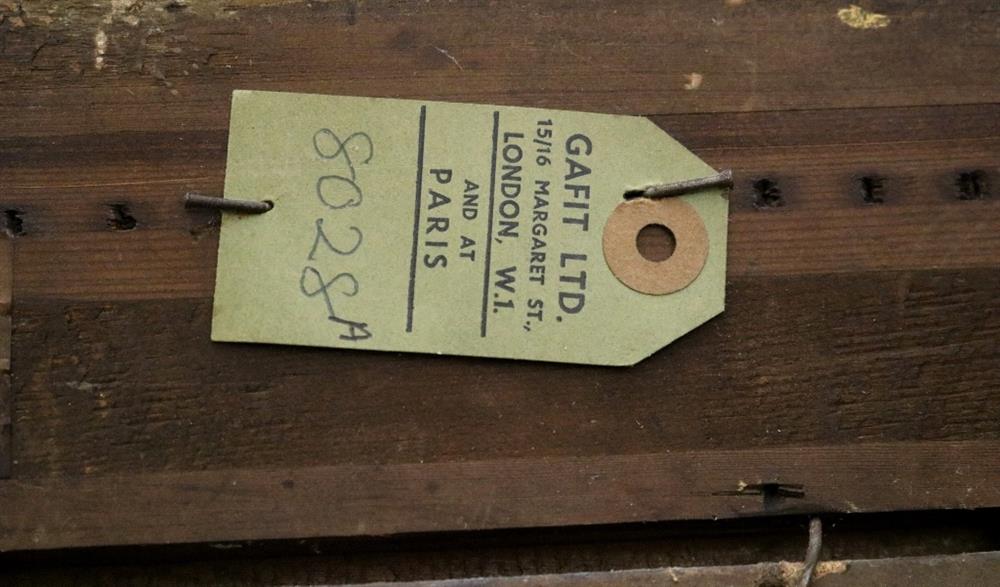 GAFIT LTD.
15/16 MARGARET ST.,
LONDON, W.1.
AND AT
PARIS
8028A